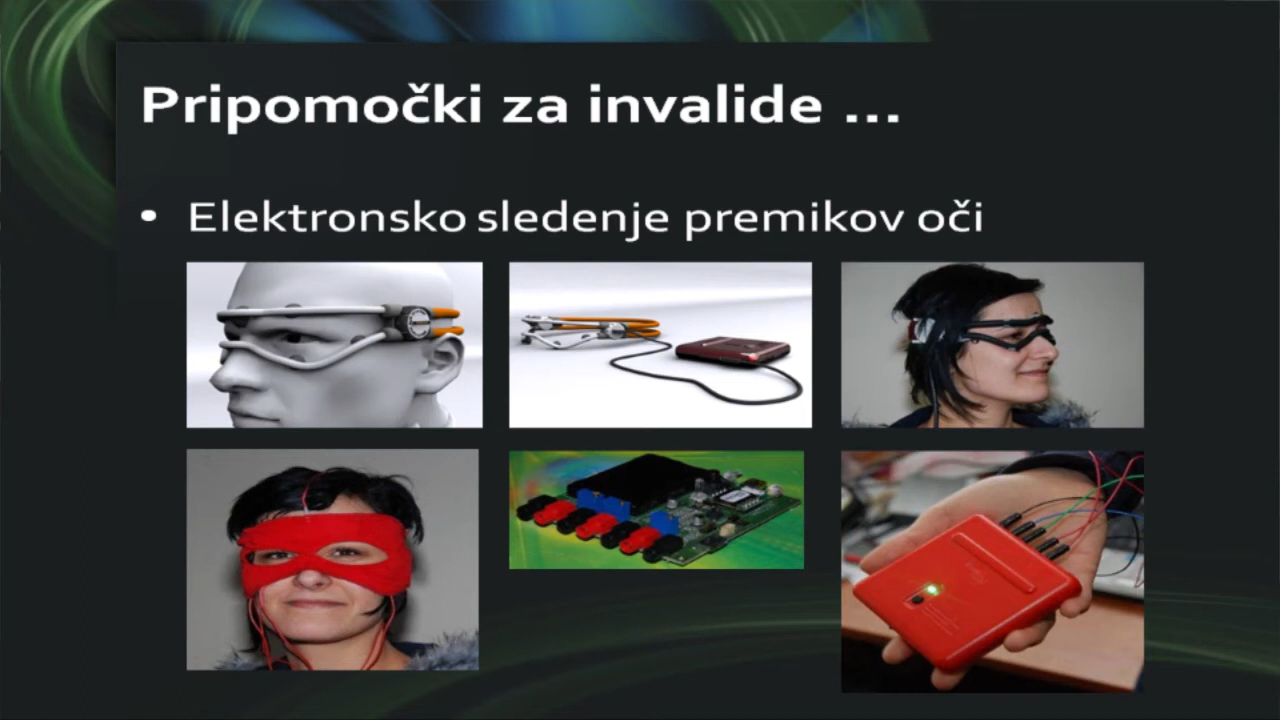 Pripomočki za invalide ...
• Elektronsko sledenje premikov oči